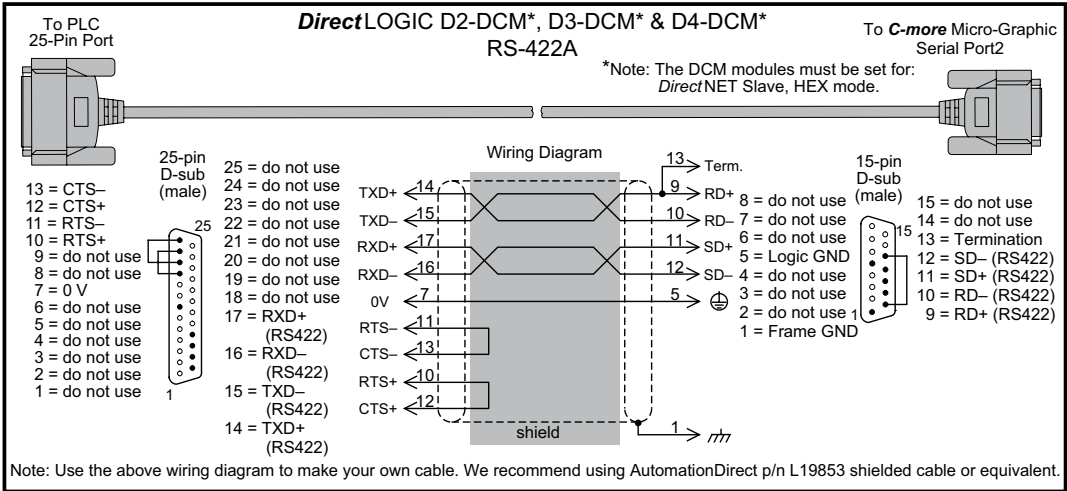 To PLC
25-Pin Port
DirectLOGIC D2-DCM*, D3-DCM* & D4-DCM*
RS-422A
To C-more Micro-Graphic
Serial Port2
*Note: The DCM modules must be set for:
DirectNET Slave, HEX mode.
25-pin
D-sub
(male)
13 = CTS–
12 = CTS+
11 = RTS–
10 = RTS+
9 = do not use
8 = do not use
7 = 0 V
6 = do not use
5 = do not use
4 = do not use
3 = do not use
2 = do not use
1 = do not use
25
1
25 = do not use
24 = do not use
23 = do not use
22 = do not use
21 = do not use
20 = do not use
19 = do not use
18 = do not use
17 = RXD+
(RS422)
16 = RXD–
(RS422)
15 = TXD–
(RS422)
14 = TXD+
(RS422)
Wiring Diagram
13 Term.
TXD+ 14 9 RD+
TXD– 15 10 RD–
RXD+ 17 11 SD+
RXD– 16 12 SD–
0V 7 5
RTS– 11
CTS– 13
RTS+ 10
CTS+ 12
shield
1
8 = do not use
7 = do not use
6 = do not use
5 = Logic GND
4 = do not use
3 = do not use
2 = do not use
1 = Frame GND
15-pin
D-sub
(male)
15
1
15 = do not use
14 = do not use
13 = Termination
12 = SD– (RS422)
11 = SD+ (RS422)
10 = RD– (RS422)
9 = RD+ (RS422)
Note: Use the above wiring diagram to make your own cable. We recommend using AutomationDirect p/n L19853 shielded cable or equivalent.